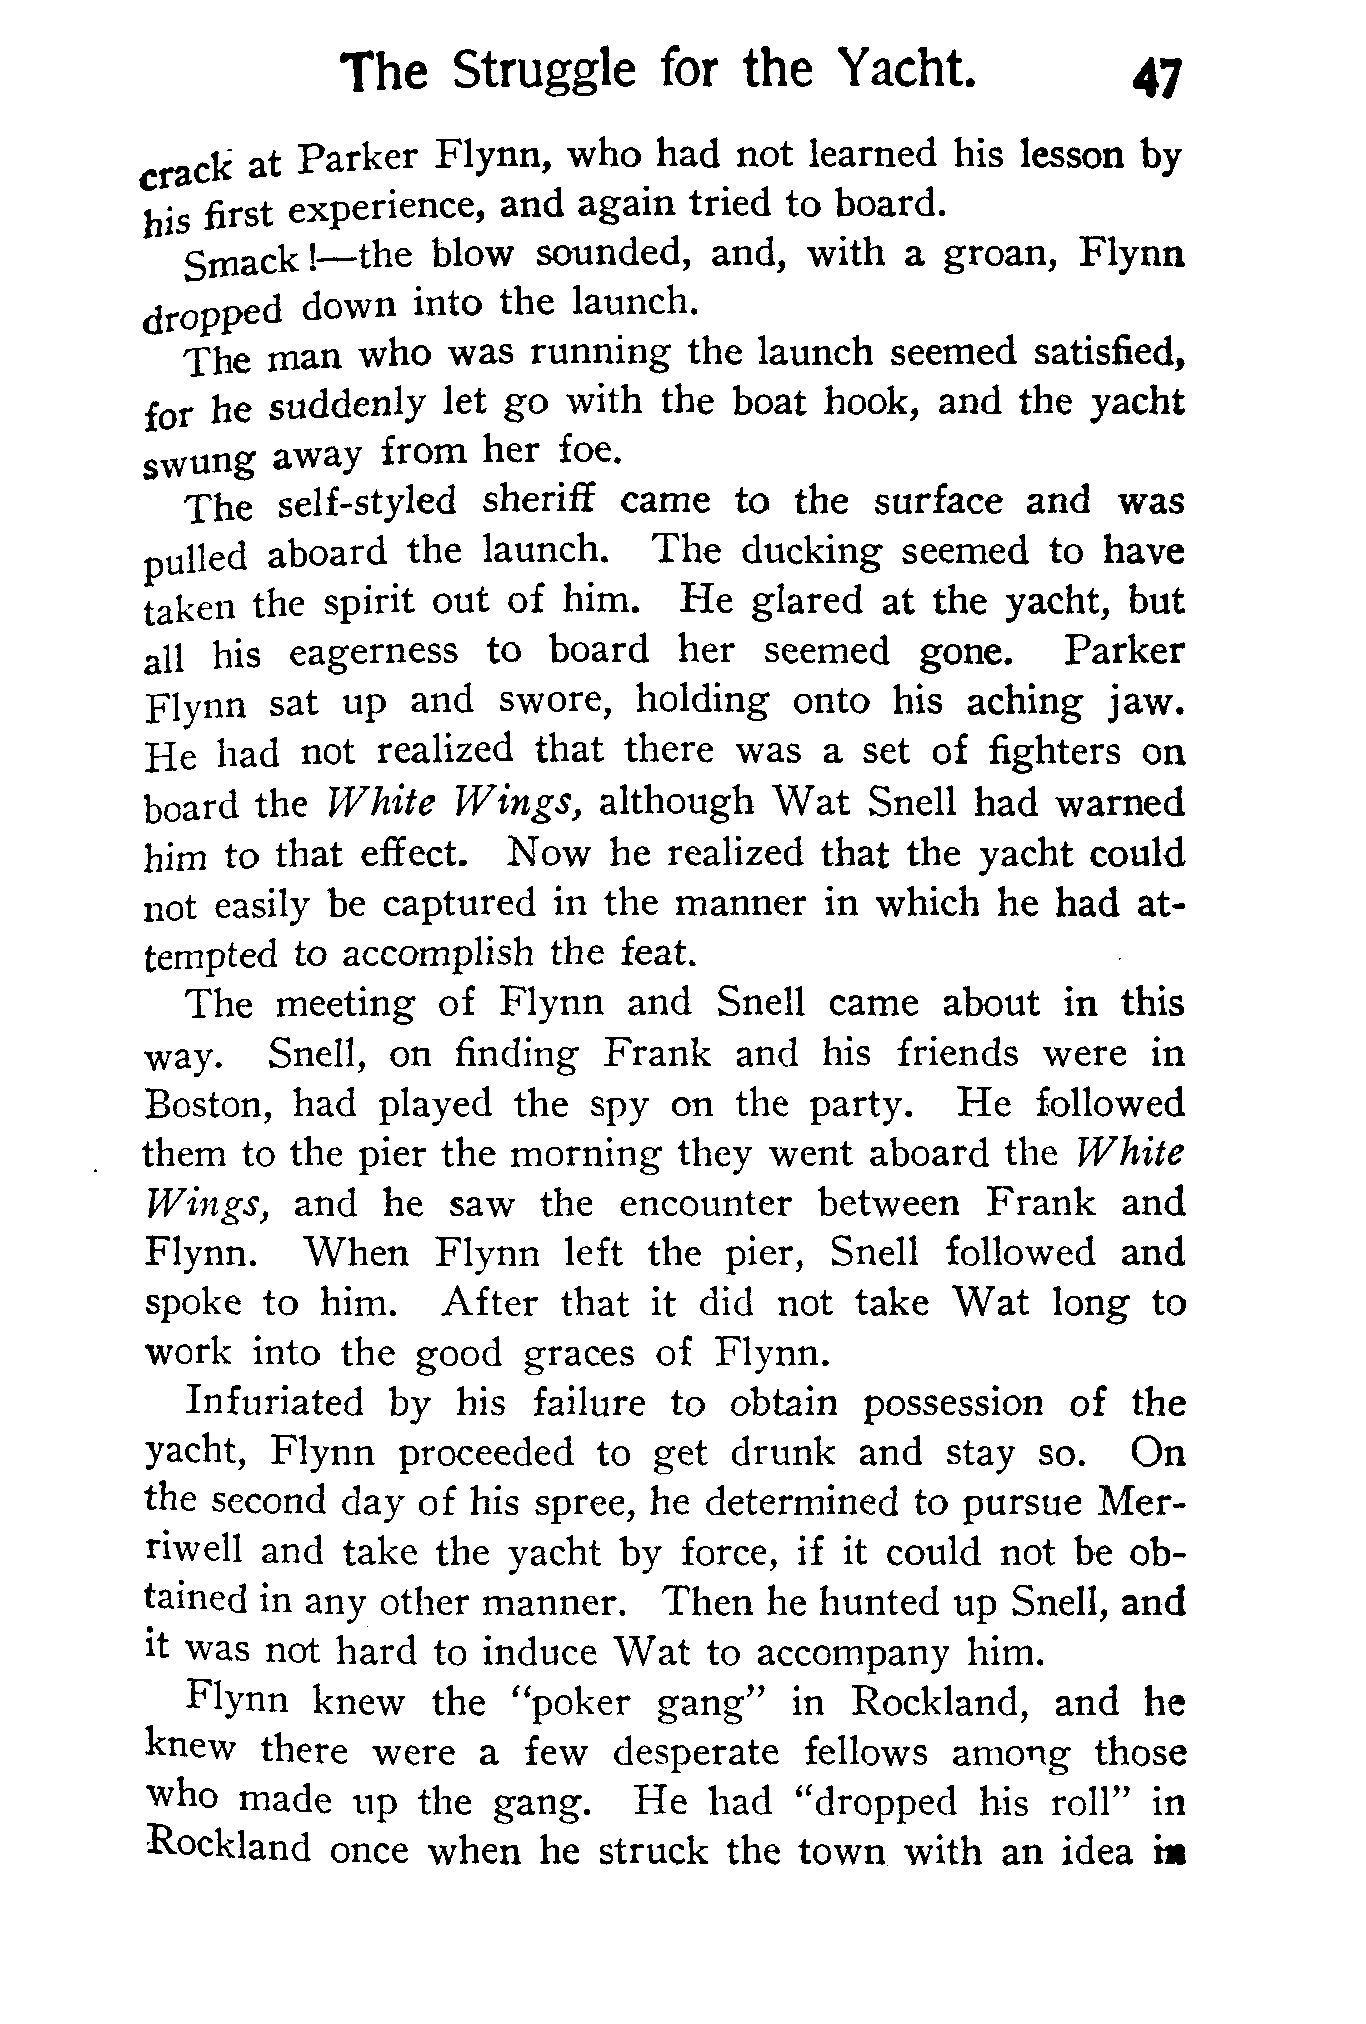 The Struggle for the Yacht. 47
crack at Parker Flynn, who had not learned his lesson by
his first experience, and again tried to board.
Smack!—the blow sounded, and, with a groan, Flynn
dropped down into the launch.
The man who was running the launch seemed satisfied,
for he suddenly let go with the boat hook, and the yacht
swung away from her foe.
The self-styled sheriff came to the surface and was
pulled aboard the launch. The ducking seemed to have
taken the spirit out of him. He glared at the yacht, but
all his eagerness to board her seemed gone. Parker
Flynn sat up and swore, holding onto his aching jaw.
He had not realized that there was a set of fighters on
board the White Wings, although Wat Snell had warned
him to that effect. Now he realized that the yacht could
not easily be captured in the manner in which he had at-
tempted to accomplish the feat.
The meeting of Flynn and Snell came about in this
way. Snell, on finding Frank and his friends were in
Boston, had played the spy on the party. He followed
them to the pier the morning they went aboard the White
Wings, and he saw the encounter between Frank and
Flynn. When Flynn left the pier, Snell followed and
spoke to him. After that it did not take Wat long to
work into the good graces of Flynn.
Infuriated by his failure to obtain possession of the
yacht, Flynn proceeded to get drunk and stay so. On
the second day of his spree, he determined to pursue Mer-
riwell and take the yacht by force, if it could not be ob-
tained in any other manner. Then he hunted up Snell, and
it was not hard to induce Wat to accompany him.
Flynn knew the "poker gang" in Rockland, and he
knew there were a few desperate fellows among those
who made up the gang. He had "dropped his roll" in
Rockland once when he struck the town with an idea in